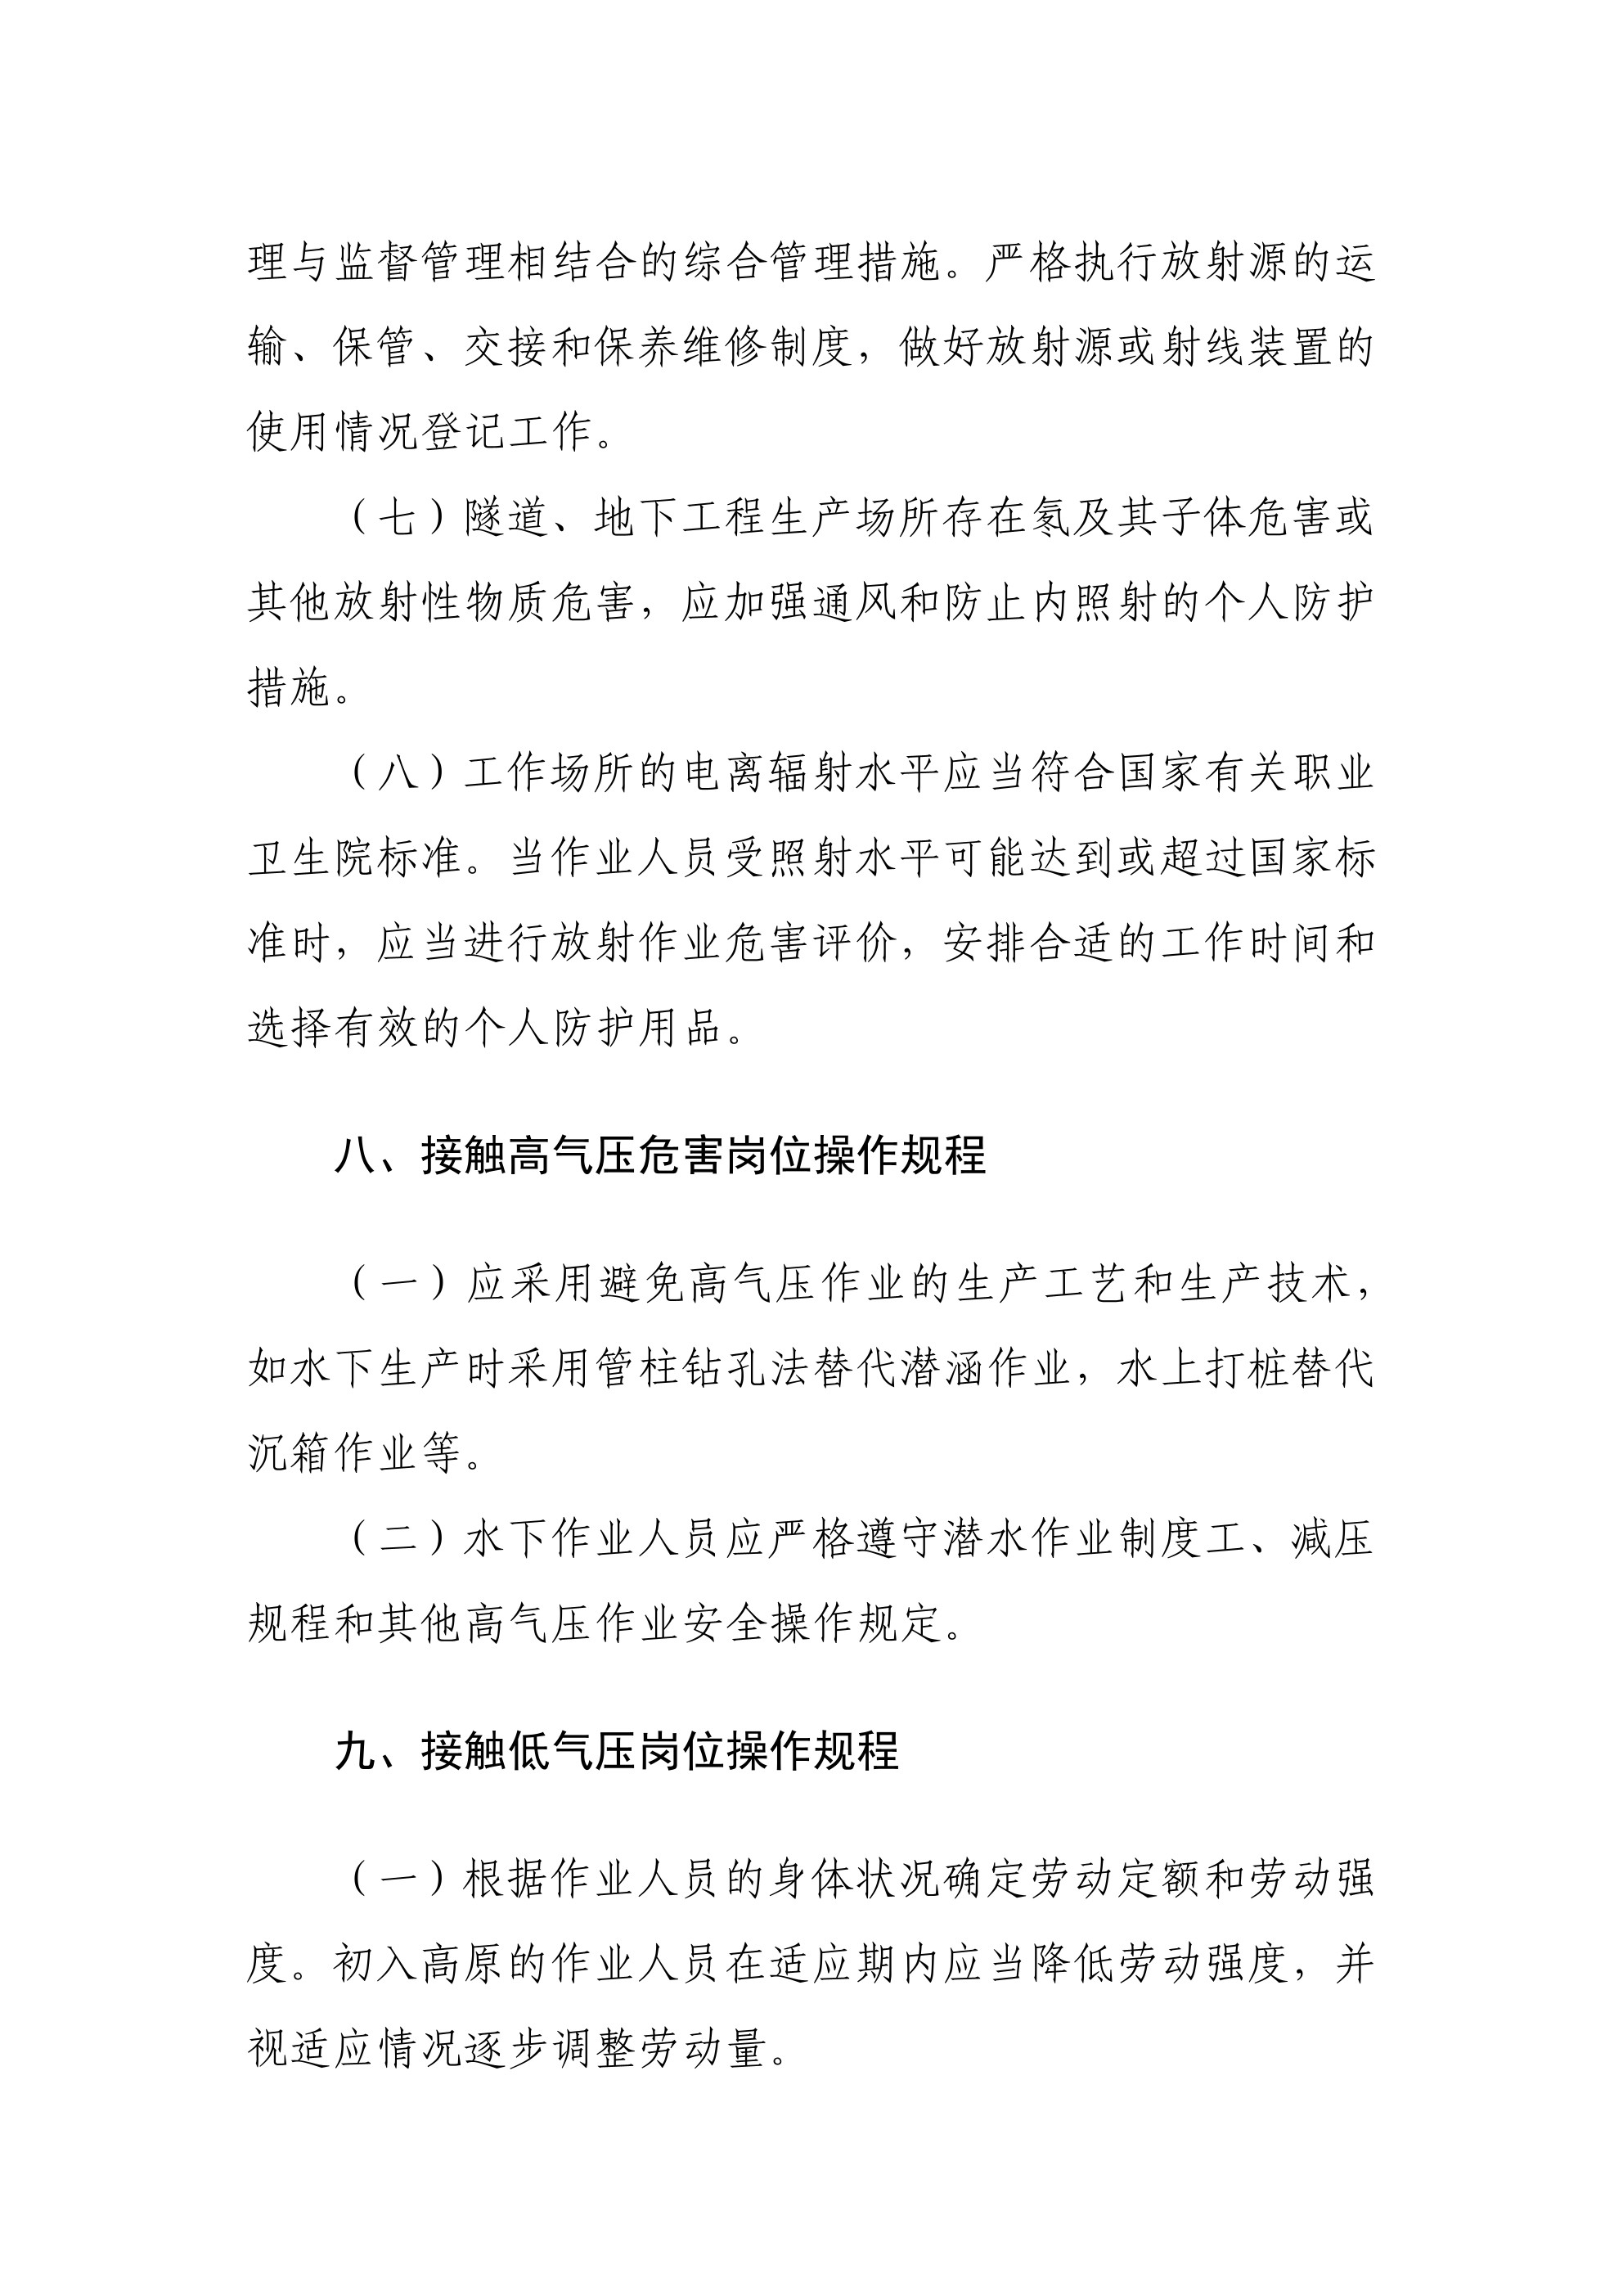 理与监督管理相结合的综合管理措施。严格执行放射源的运
输、保管、交接和保养维修制度，做好放射源或射线装置的
使用情况登记工作。
（七）隧道、地下工程生产场所存在氡及其子体危害或
其他放射性物质危害，应加强通风和防止内照射的个人防护
措施。
（八）工作场所的电离辐射水平应当符合国家有关职业
卫生院标准。当作业人员受照射水平可能达到或超过国家标
准时，应当进行放射作业危害评价，安排合适的工作时间和
选择有效的个人防护用品。
八、接触高气压危害岗位操作规程
（一）应采用避免高气压作业的生产工艺和生产技术，
如水下生产时采用管柱钻孔法替代潜涵作业，水上打桩替代
沉箱作业等。
（二）水下作业人员应严格遵守潜水作业制度工、减压
规程和其他高气压作业安全操作规定。
九、接触低气压岗位操作规程
（一）根据作业人员的身体状况确定劳动定额和劳动强
度。初入高原的作业人员在适应期内应当降低劳动强度，并
视适应情况逐步调整劳动量。